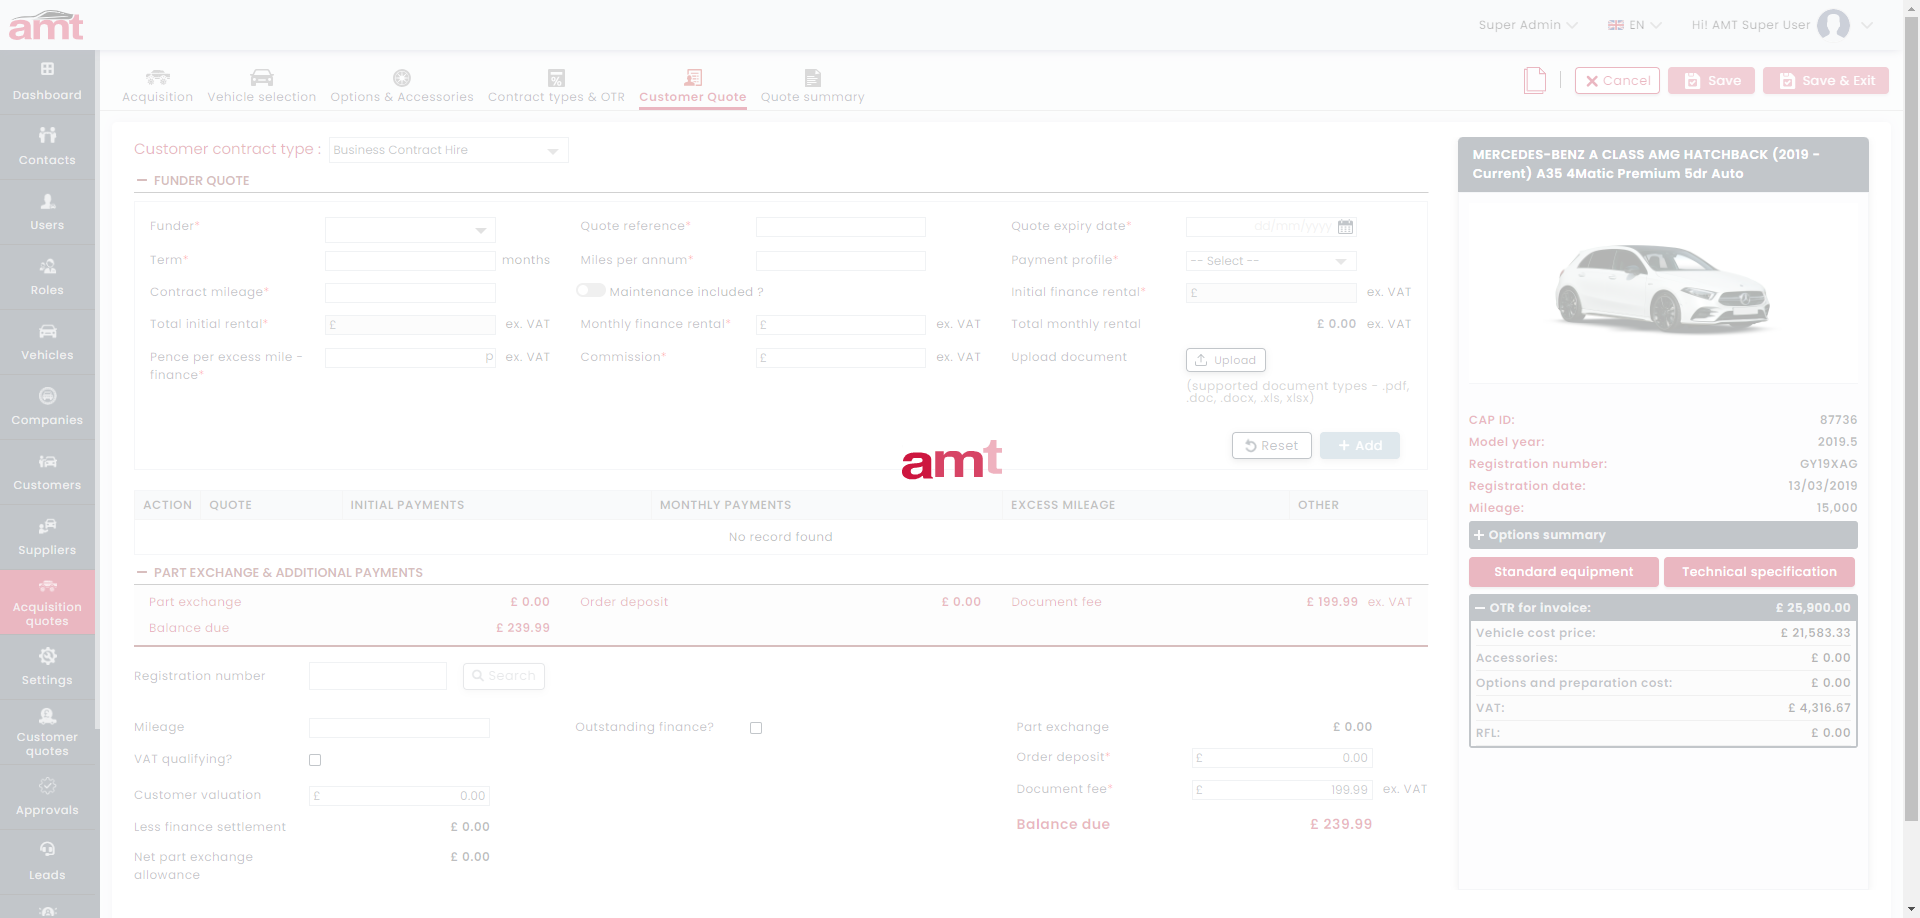 amt
Super Admin
EN
Hi! AMT Super User
Dashboard
Contacts
Users
Roles
Vehicles
Companies
Customers
Suppliers
Acquisition
quotes
Settings
Customer
quotes
Approvals
Leads
Acquisition
Vehicle selection
Options & Accessories
Contract types & OTR
Customer Quote
Quote summary
Cancel
Save
Save & Exit
Customer contract type :
Business Contract Hire
FUNDER QUOTE
Funder*
Quote reference*
Quote expiry date*
dd/mm/yyyy
Term*
months
Miles per annum*
Payment profile*
-- Select --
Contract mileage*
Maintenance included ?
Initial finance rental*
£
ex. VAT
Total initial rental*
£
ex. VAT
Monthly finance rental*
£
ex. VAT
Total monthly rental
£ 0.00 ex. VAT
Pence per excess mile -
finance*
p
ex. VAT
Commission*
£
ex. VAT
Upload document
Upload
(supported document types - .pdf,
.doc, .docx, .xls, xlsx)
Reset
+ Add
amt
ACTION
QUOTE
INITIAL PAYMENTS
MONTHLY PAYMENTS
EXCESS MILEAGE
OTHER
No record found
PART EXCHANGE & ADDITIONAL PAYMENTS
Part exchange
£ 0.00
Order deposit
£ 0.00
Document fee
£ 199.99 ex. VAT
Balance due
£ 239.99
Registration number
Search
Mileage
Outstanding finance?
Part exchange
£ 0.00
VAT qualifying?
Order deposit*
£
0.00
Customer valuation
£
0.00
Document fee*
£
199.99
ex. VAT
Less finance settlement
£ 0.00
Balance due
£ 239.99
Net part exchange
allowance
£ 0.00
MERCEDES-BENZ A CLASS AMG HATCHBACK (2019 -
Current) A35 4Matic Premium 5dr Auto
CAP ID:
87736
Model year:
2019.5
Registration number:
GY19XAG
Registration date:
13/03/2019
Mileage:
15,000
Options summary
Standard equipment
Technical specification
OTR for invoice:
£ 25,900.00
Vehicle cost price:
£ 21,583.33
Accessories:
£ 0.00
Options and preparation cost:
£ 0.00
VAT:
£ 4,316.67
RFL:
£ 0.00